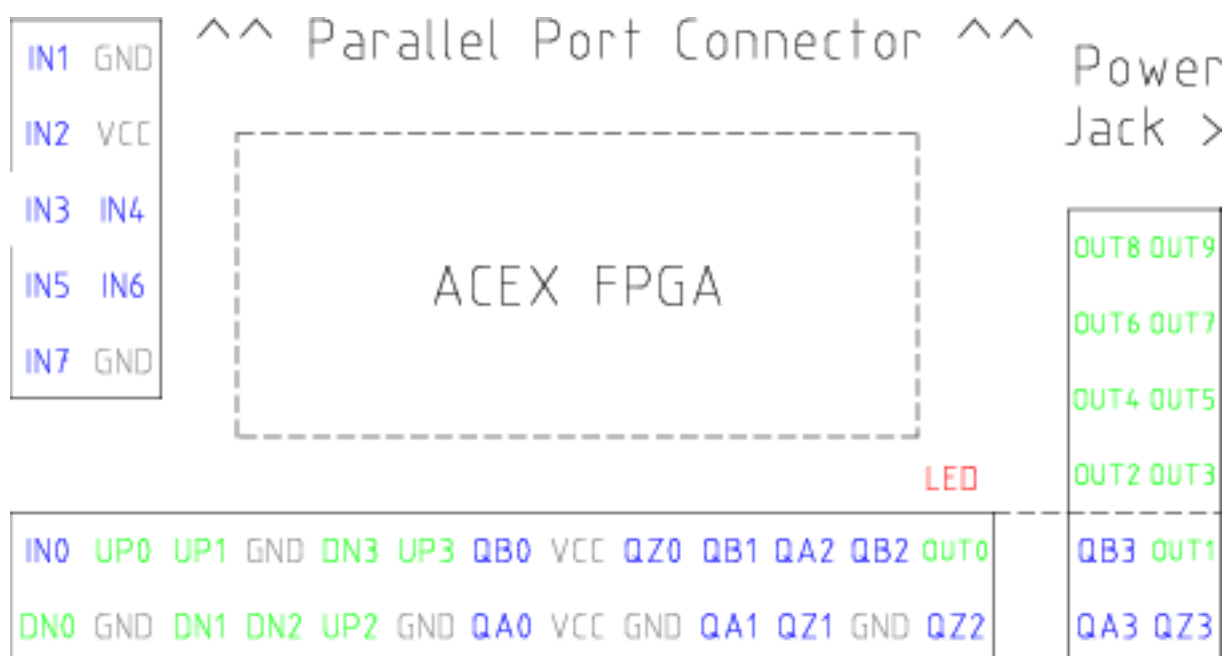 ^^ Parallel Port Connector ^^
Power
Jack >
IN1 GND
IN2 VCC
IN3 IN4
IN5 IN6
IN7 GND
ACEX FPGA
OUT8 OUT9
OUT6 OUT7
OUT4 OUT5
OUT2 OUT3
LED
IN0 UP0 UP1 GND DN3 UP3 QB0 VCC QZ0 QB1 QA2 QB2 OUT0
DN0 GND DN1 DN2 UP2 GND QA0 VCC GND QA1 QZ1 GND QZ2
QB3 OUT1
QA3 QZ3